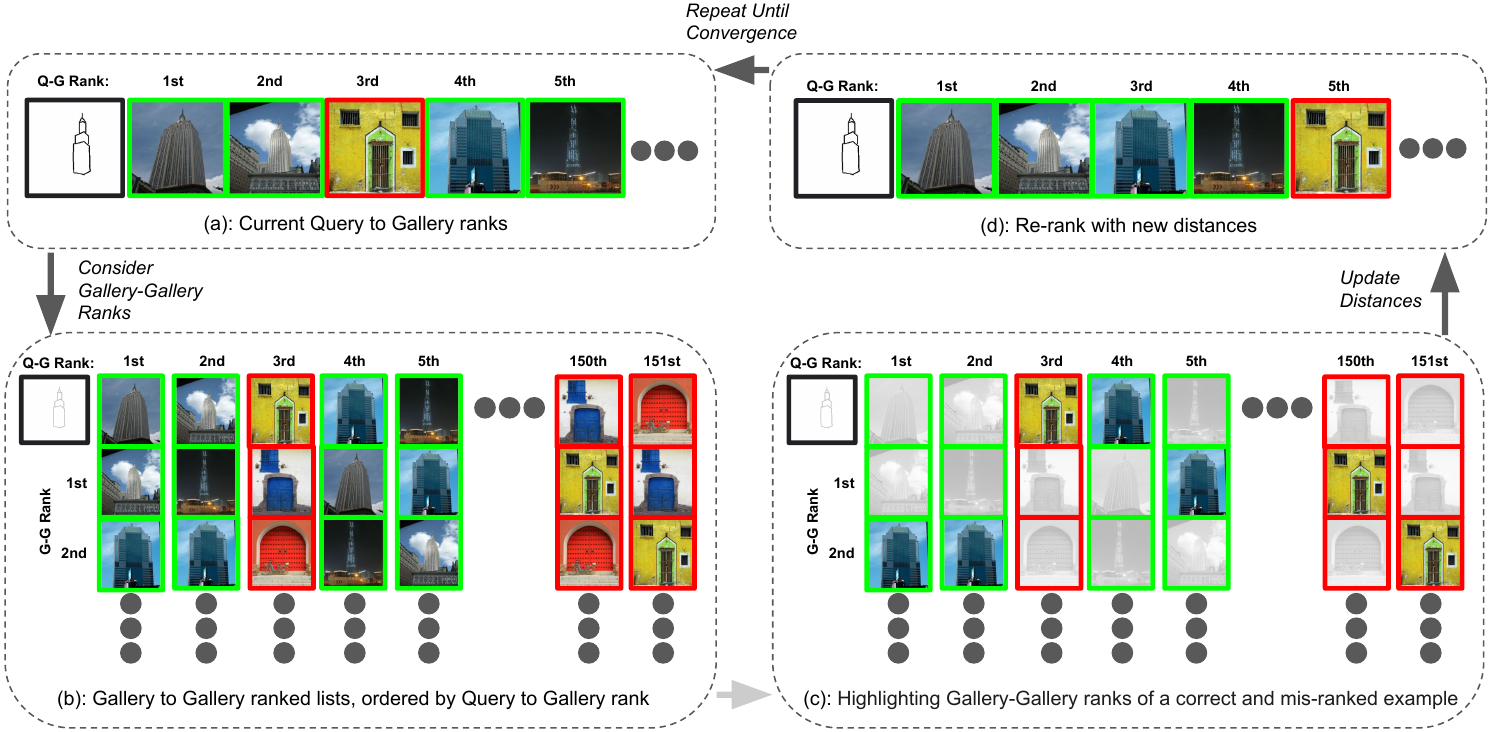 Repeat Until
Convergence
Q-G Rank: 1st 2nd 3rd 4th 5th
(a): Current Query to Gallery ranks
Q-G Rank: 1st 2nd 3rd 4th 5th
(d): Re-rank with new distances
Consider
Gallery-Gallery
Ranks
Update
Distances
Q-G Rank: 1st 2nd 3rd 4th 5th 150th 151st
G-G Rank
1st
2nd
(b): Gallery to Gallery ranked lists, ordered by Query to Gallery rank
Q-G Rank: 1st 2nd 3rd 4th 5th 150th 151st
G-G Rank
1st
2nd
(c): Highlighting Gallery-Gallery ranks of a correct and mis-ranked example